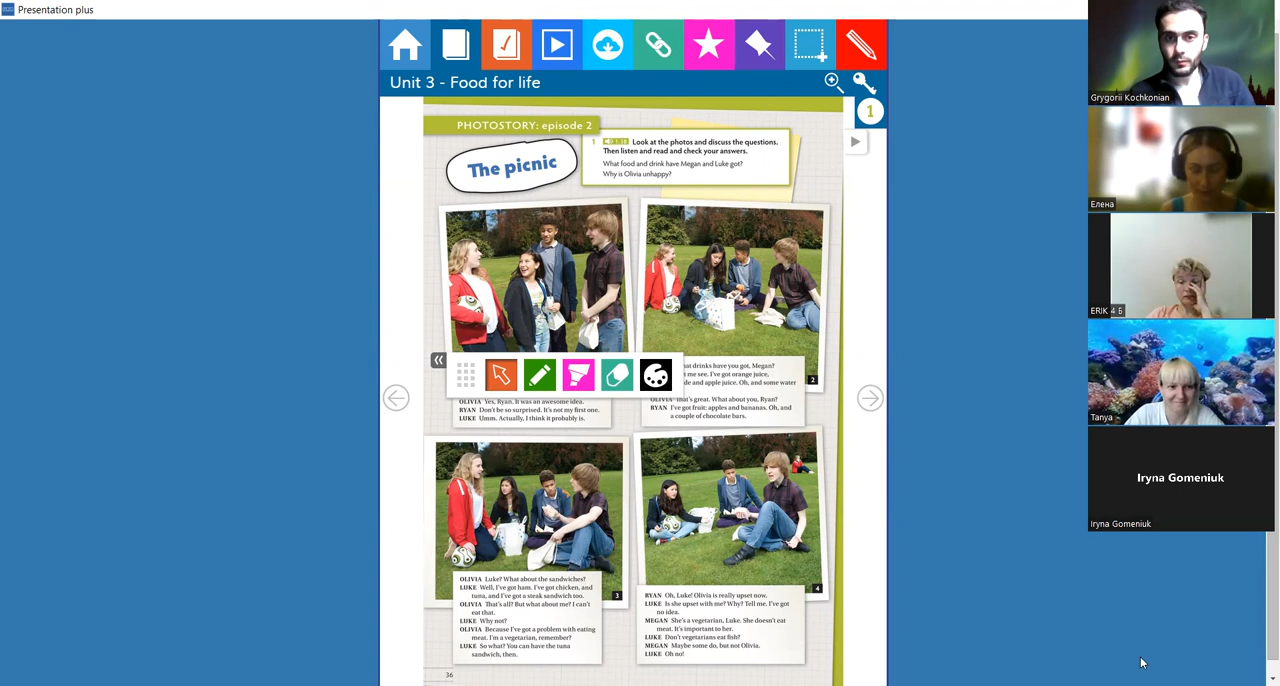 Presentation plus
Unit 3 - Food for life
1
PHOTOSTORY: episode 2
The picnic
1 Look at the photos and discuss the questions.
Then listen and read and check your answers.
What food and drink have Megan and Luke got?
Why is Olivia unhappy?
OLIVIA Yes, Ryan. It was an awesome idea.
RYAN Don't be so surprised. It's not my first one.
LUKE Umm. Actually, I think it probably is.
hat drinks have you got, Megan?
t me see. I've got orange juice,
de and apple juice. Oh, and some water
2
OLIVIA That's great. What about you, Ryan?
RYAN I've got fruit: apples and bananas. Oh, and
a couple of chocolate bars.
OLIVIA Luke? What about the sandwiches?
LUKE Well, I've got ham. I've got chicken, and
tuna, and I've got a steak sandwich too.
3
OLIVIA That's all? But what about me? I can't
eat that.
LUKE Why not?
OLIVIA Because I've got a problem with eating
meat. I'm a vegetarian, remember?
LUKE So what? You can have the tuna
sandwich, then.
4
RYAN Oh, Luke! Olivia is really upset now.
LUKE Is she upset with me? Why? Tell me. I've got
no idea.
MEGAN She's a vegetarian, Luke. She doesn't eat
meat. It's important to her.
LUKE Don't vegetarians eat fish?
MEGAN Maybe some do, but not Olivia.
LUKE Oh no!
36
Grygorii Kochkonian
Елена
ERIK 4 Б
Tanya
Iryna Gomeniuk
Iryna Gomeniuk